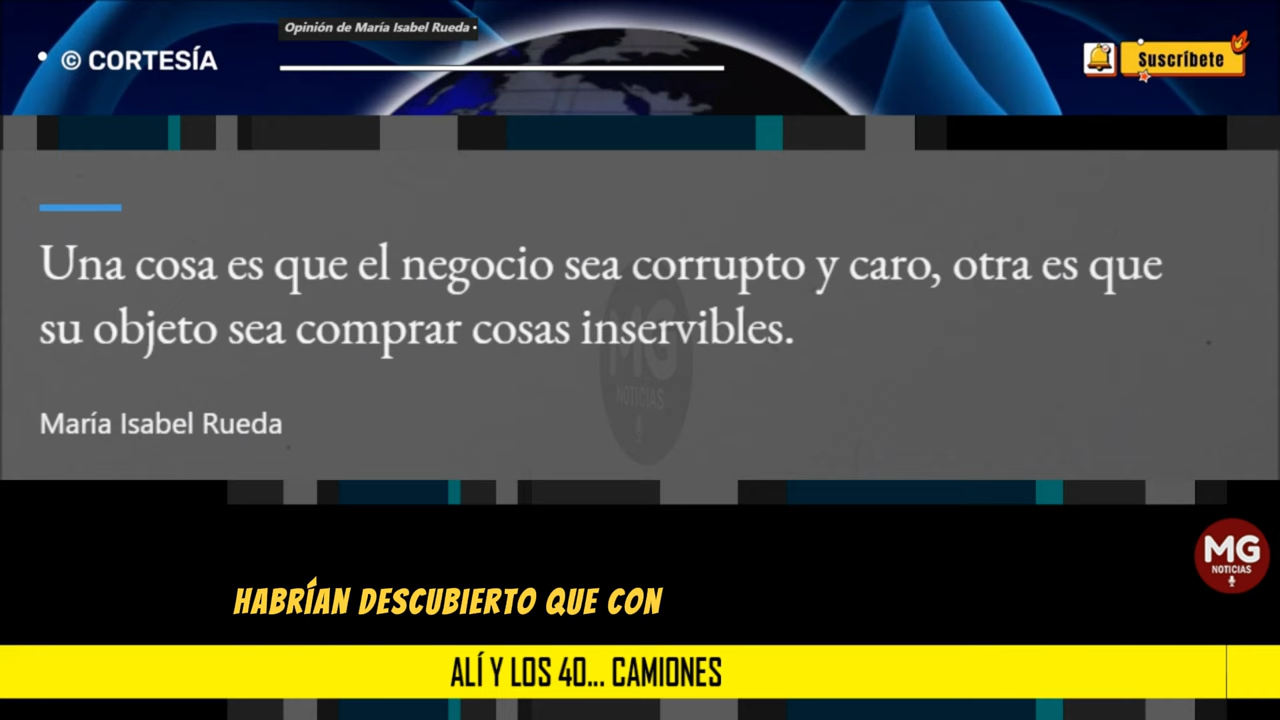 Opinión de María Isabel Rueda •
© CORTESÍA
Suscríbete
Una cosa es que el negocio sea corrupto y caro, otra es que
su objeto sea comprar cosas inservibles.
MG
NOTICIAS
María Isabel Rueda
MG
NOTICIAS
HABRÍAN DESCUBIERTO QUE CON
ALÍ Y LOS 40... CAMIONES